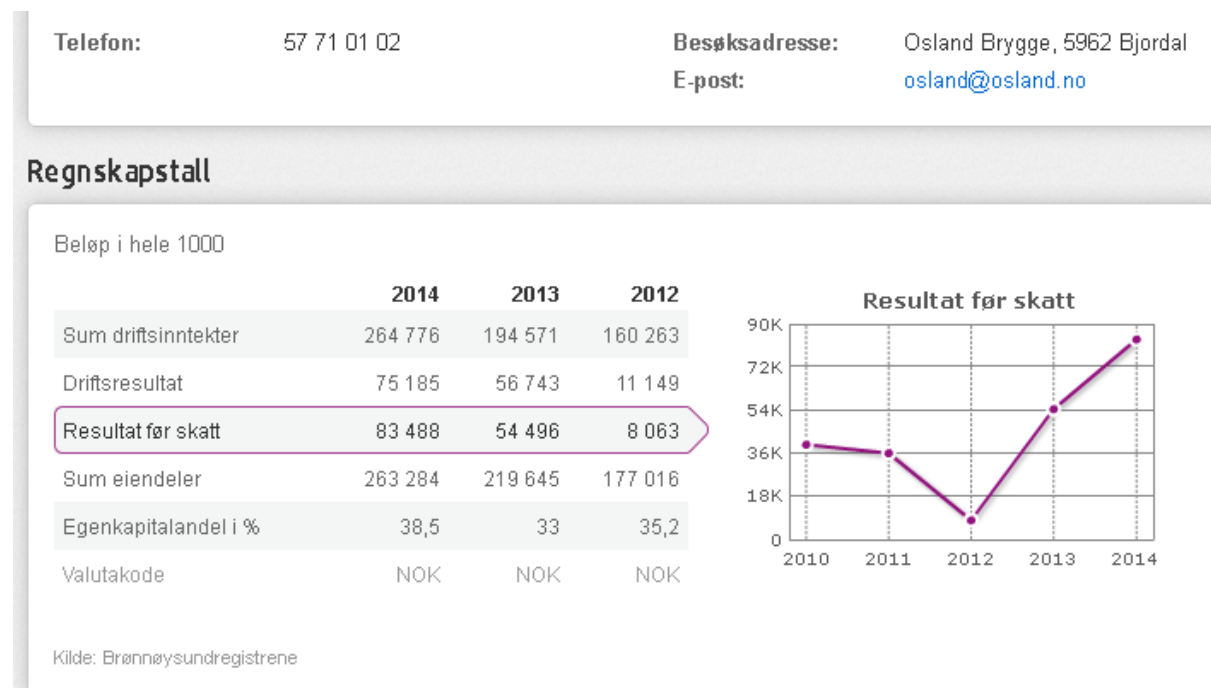 Telefon: 57 71 01 02 Besøksadresse: Osland Brygge, 5962 Bjordal
E-post: osland@osland.no
Regnskapstall
Beløp i hele 1000
2014 2013 2012
Sum driftsinntekter 264 776 194 571 160 263
Driftsresultat 75 185 56 743 11 149
Resultat før skatt 83 488 54 496 8 063
Sum eiendeler 263 284 219 645 177 016
Egenkapitalandel i % 38,5 33 35,2
Valutakode NOK NOK NOK
Resultat før skatt
90K
72K
54K
36K
18K
0
2010 2011 2012 2013 2014
Kilde: Brønnøysundregistrene